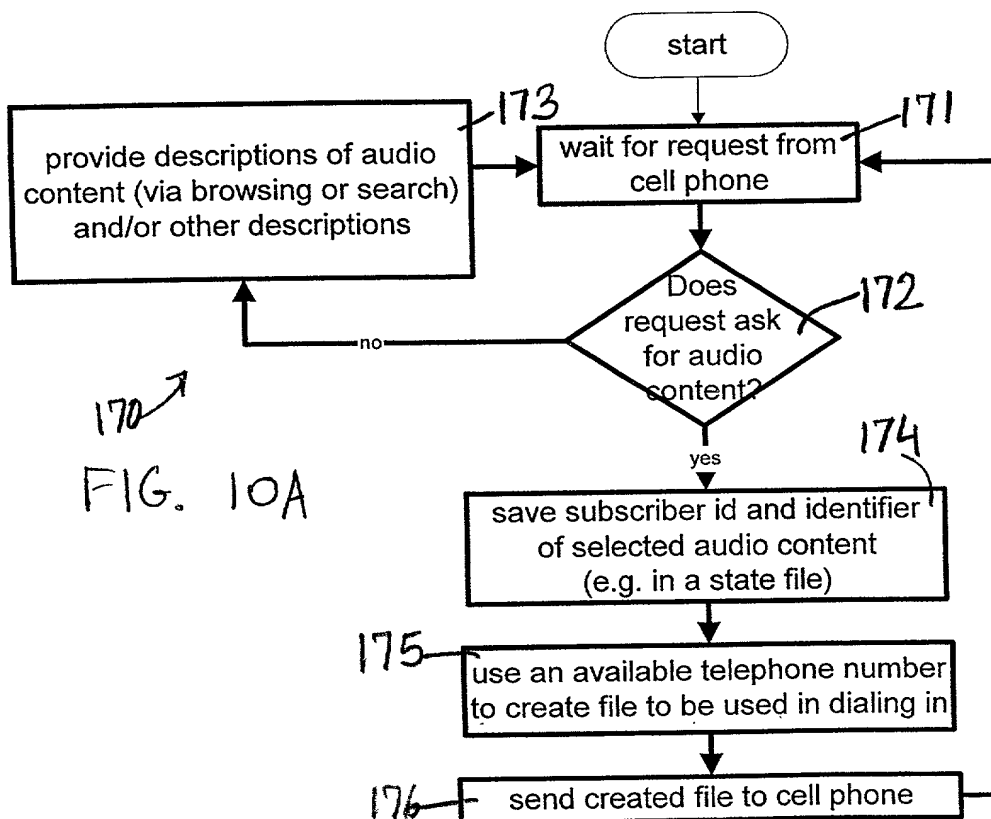 start
173
provide descriptions of audio
content (via browsing or search)
and/or other descriptions
171
wait for request from
cell phone
172
Does
request ask
for audio
content?
no
170
FIG. 10A
yes
174
save subscriber id and identifier
of selected audio content
(e.g. in a state file)
175
use an available telephone number
to create file to be used in dialing in
176
send created file to cell phone